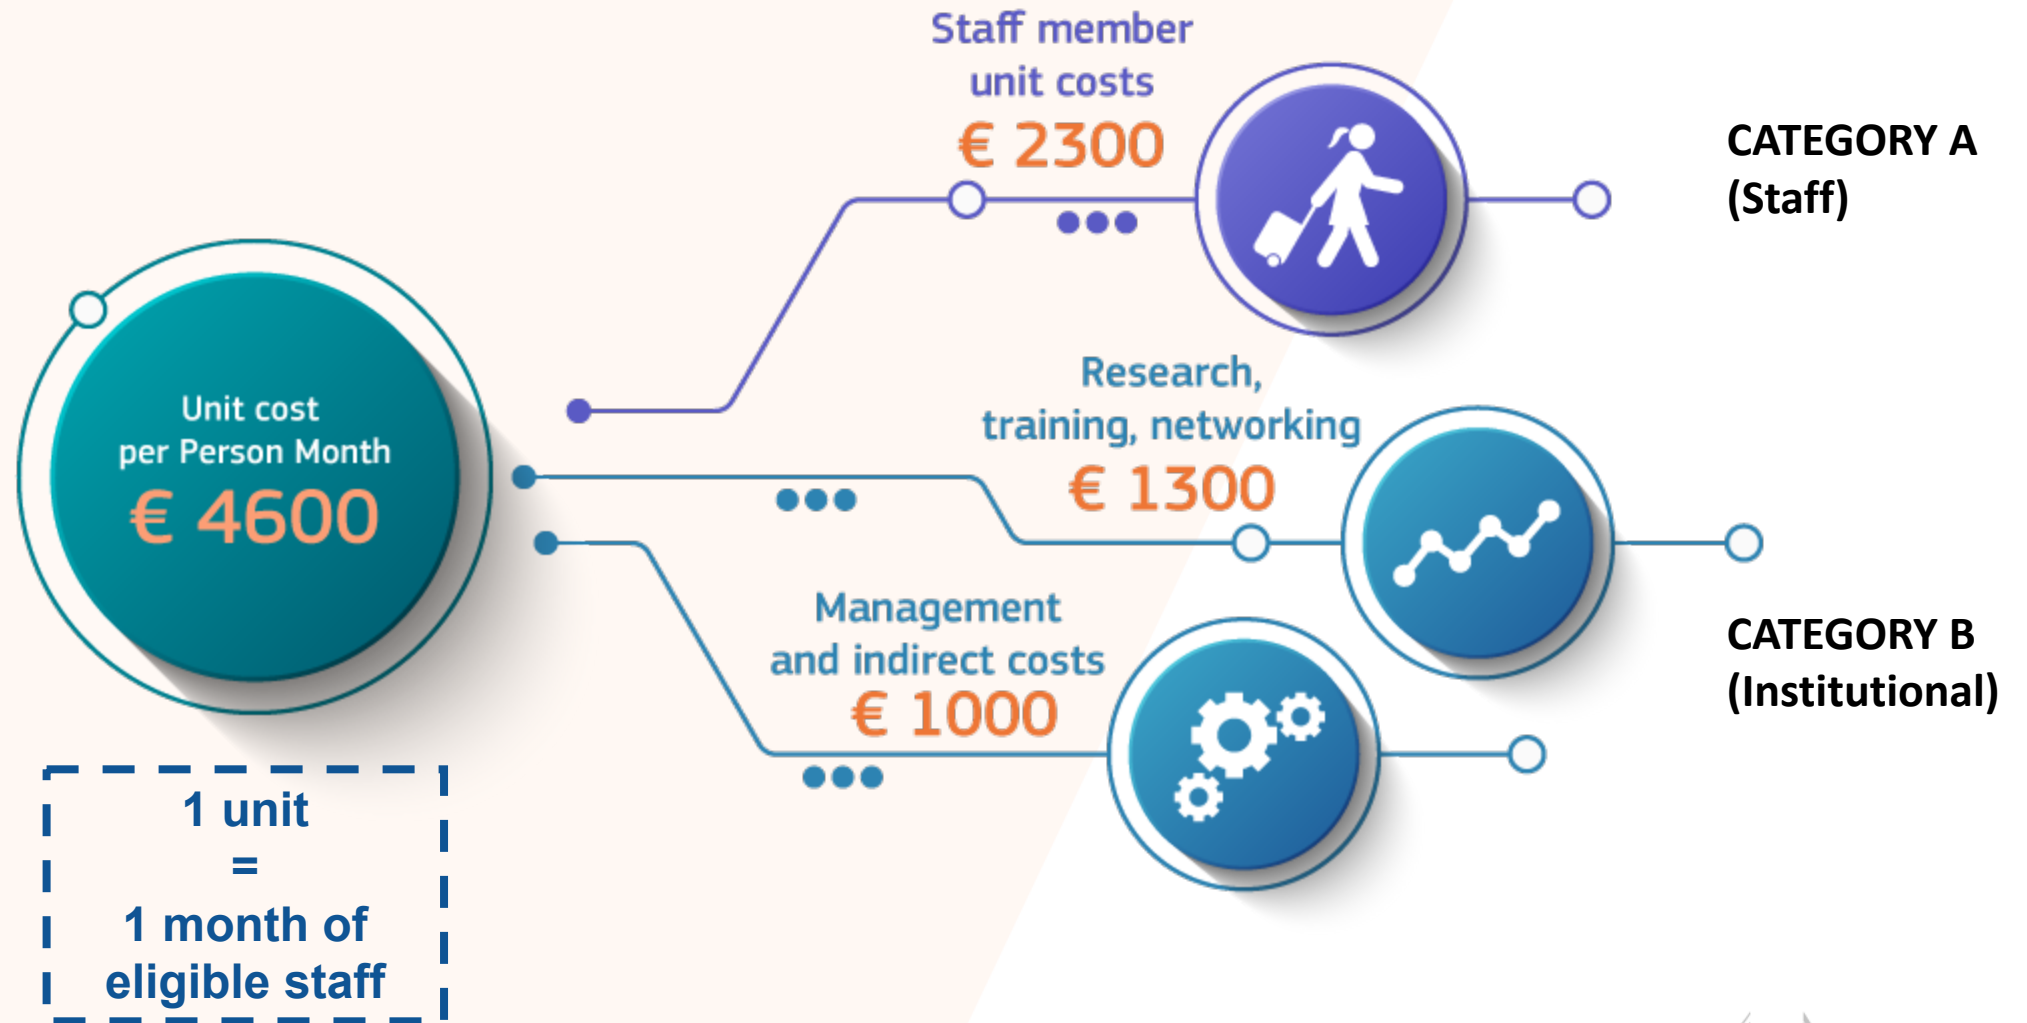 Staff member
unit costs
€ 2300
CATEGORY A
(Staff)
Unit cost
per Person Month
€ 4600
Research,
training, networking
€ 1300
Management
and indirect costs
€ 1000
CATEGORY B
(Institutional)
1 unit
=
1 month of
eligible staff